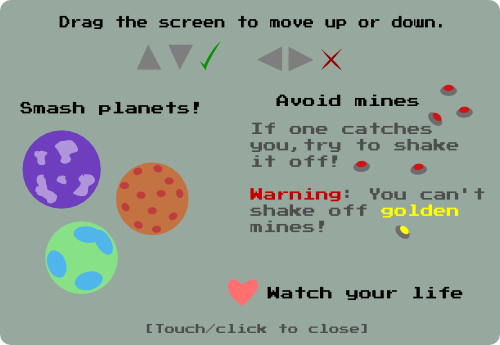 Drag the screen to move up or down.
Smash planets!
Avoid mines
If one catches
you,try to shake
it off!
Warning: You can't
shake off golden
mines!
Watch your life
[Touch/click to close]